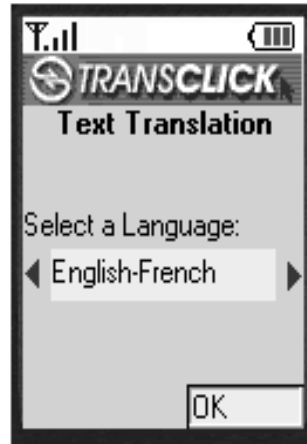 TRANSCLICK
Text Translation
Select a Language:
English-French
OK